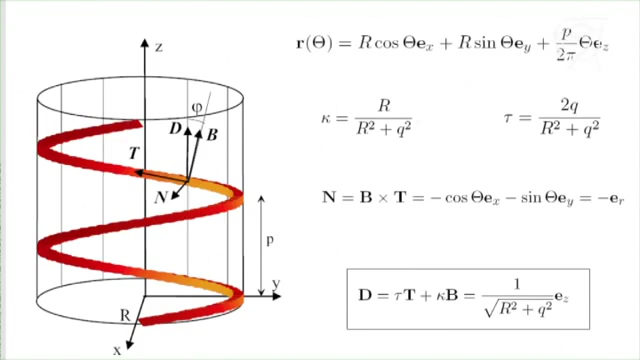 r(Θ) = R cos Θe_x + R sin Θe_y + p/2π Θe_z
κ = R/(R² + q²)
τ = 2q/(R² + q²)
N = B × T = − cos Θe_x − sin Θe_y = −e_r
D = τT + κB = 1/√(R² + q²) e_z
z
φ
D
B
T
N
p
y
R
x